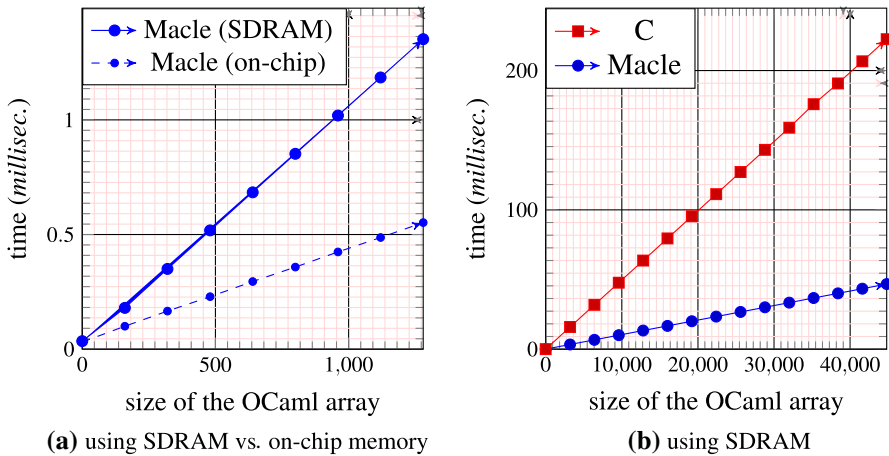 Macle (SDRAM)
Macle (on-chip)
time (millisec.)
1
0.5
0
0
500
1,000
size of the OCaml array
(a) using SDRAM vs. on-chip memory
C
Macle
time (millisec.)
200
100
0
0
10,000
20,000
30,000
40,000
size of the OCaml array
(b) using SDRAM